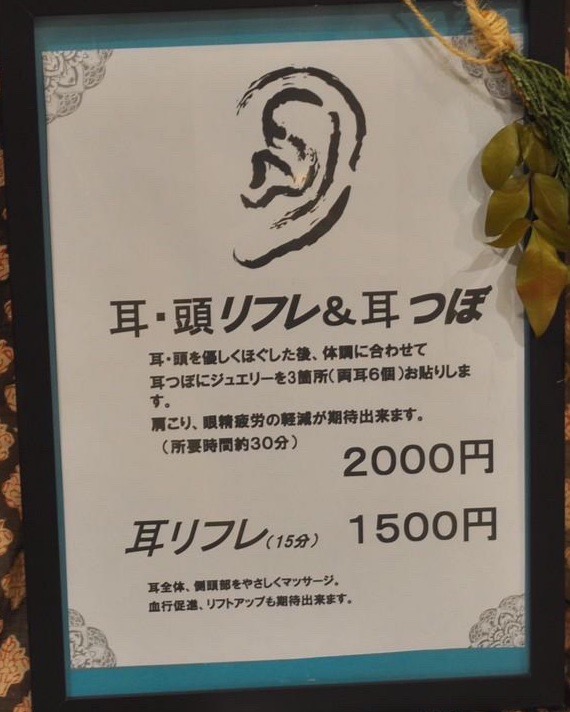 耳・頭リフレ&耳つぼ
耳・頭を優しくほぐした後、体調に合わせて
耳つぼにジュエリーを3箇所(両耳6個)お貼りしま
す。
肩こり、眼精疲労の軽減が期待出来ます。
(所要時間約30分)
2000円
耳リフレ(15分) 1500円
耳全体、側頭部をやさしくマッサージ。
血行促進、リフトアップも期待出来ます。